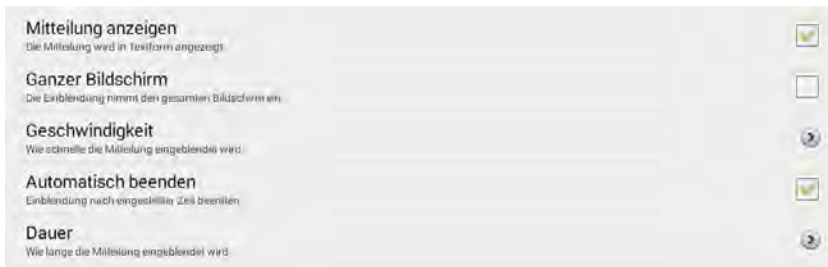 Mitteilung anzeigen
Die Mitteilung wird in Textform angezeigt
Ganzer Bildschirm
Die Einblendung nimmt den gesamten Bildschirm ein
Geschwindigkeit
Wie schnelle die Mitteilung eingeblendet wird
Automatisch beenden
Einblendung nach eingestellter Zeit beenden
Dauer
Wie lange die Mitteilung eingeblendet wird